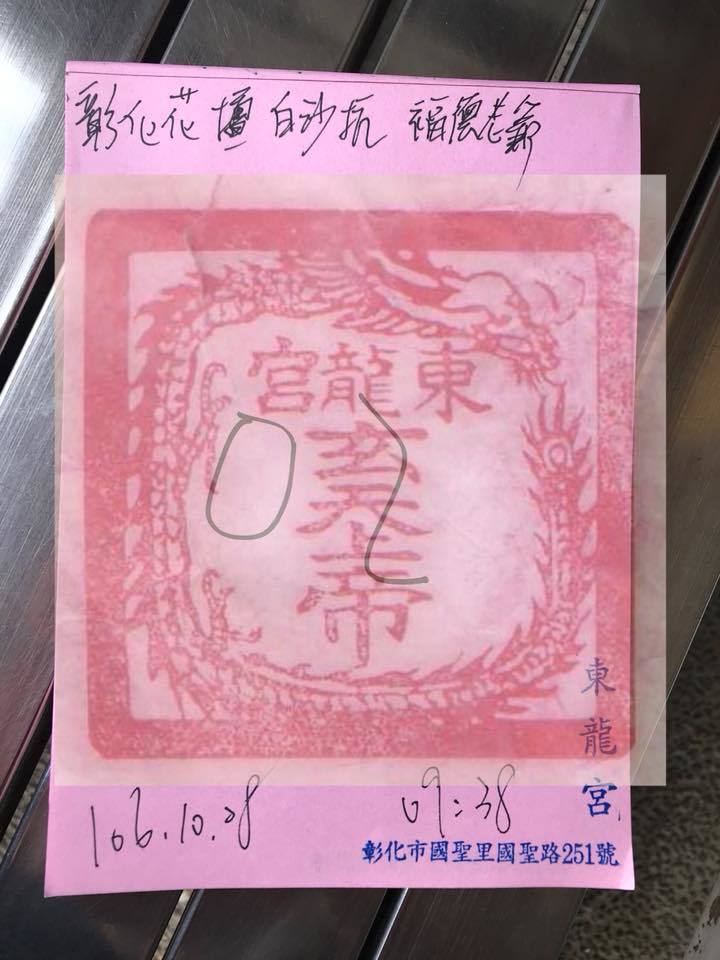 彰化花壇白沙坑 福德老爺
東龍宮
玄天上帝
東龍宮
106.10.28 09:38
彰化市國聖里國聖路251號